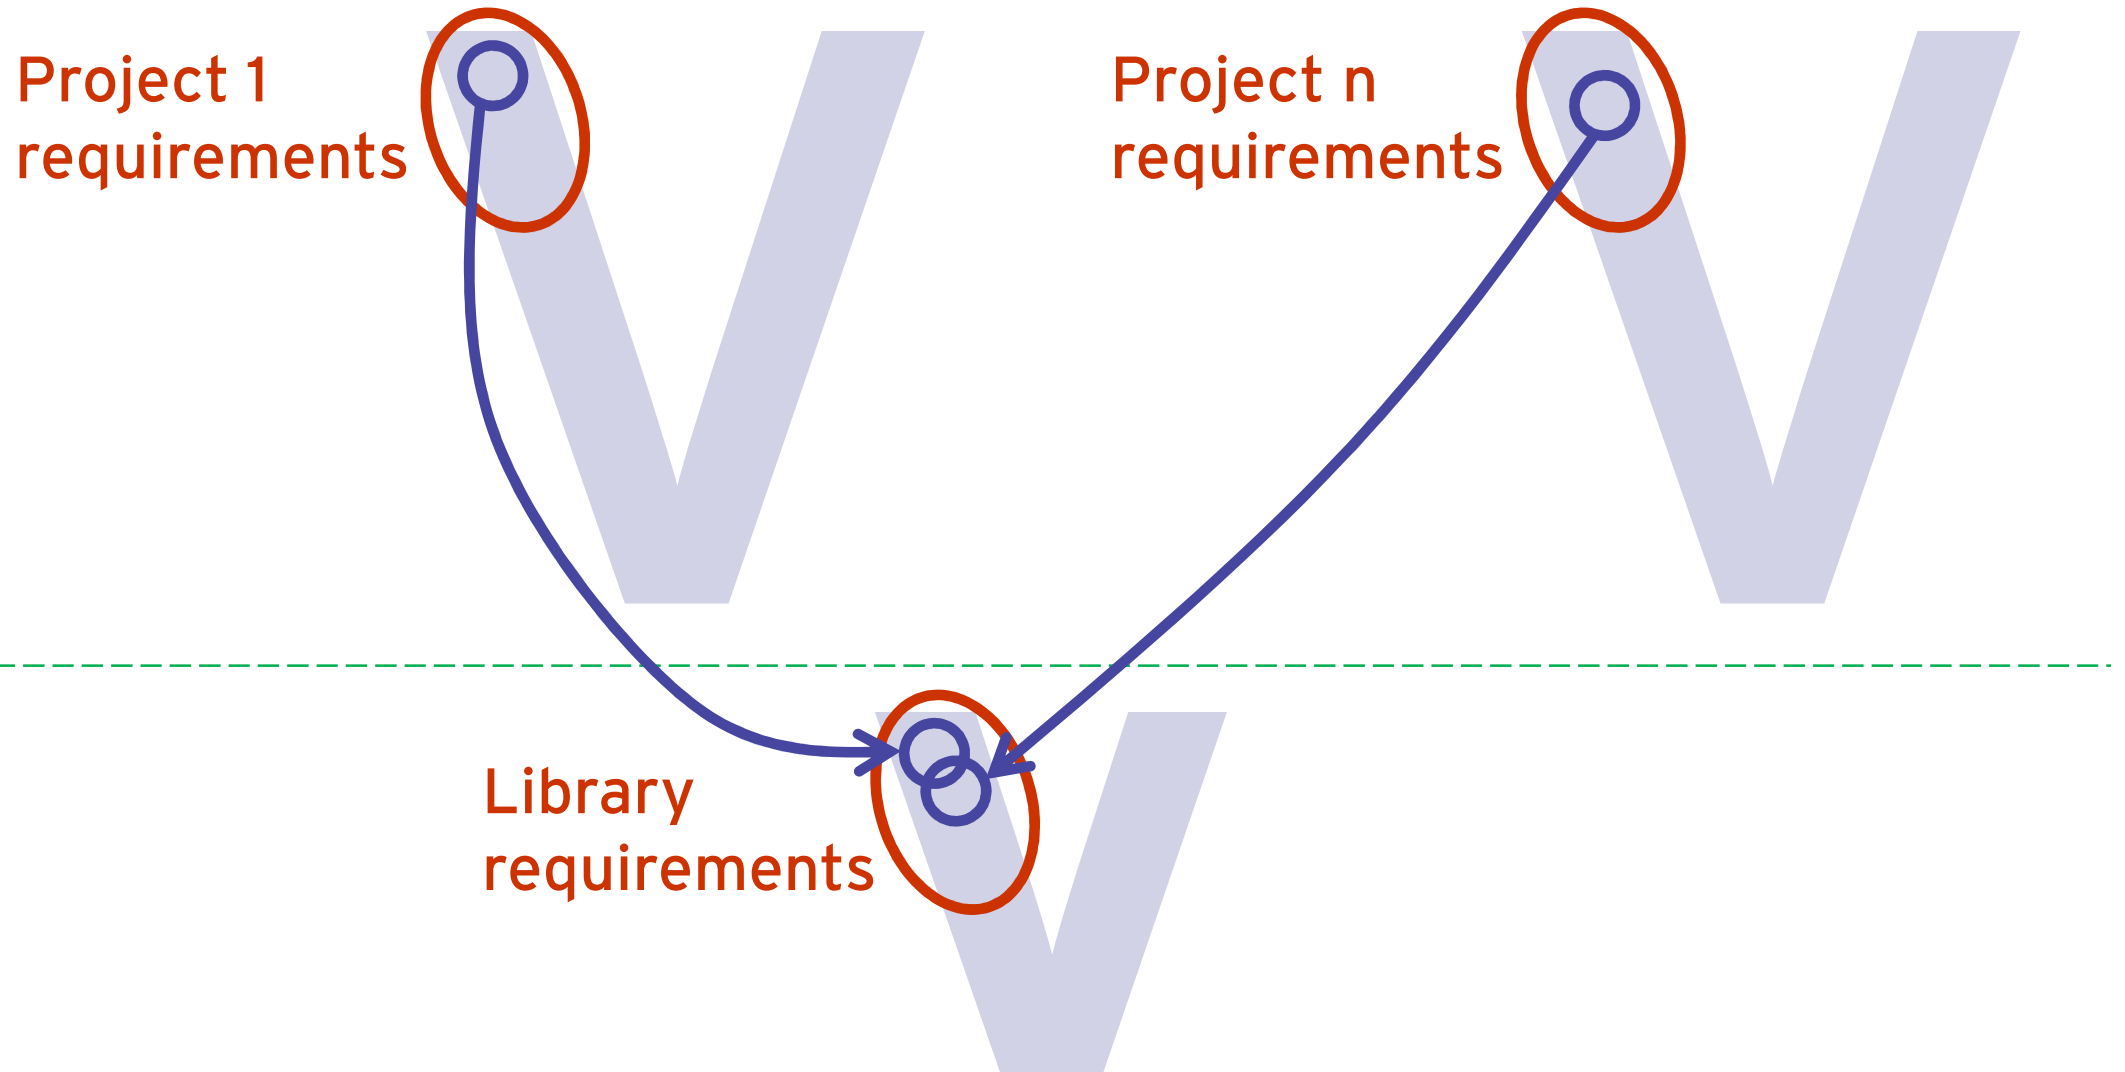 Project 1
requirements
Project n
requirements
Library
requirements